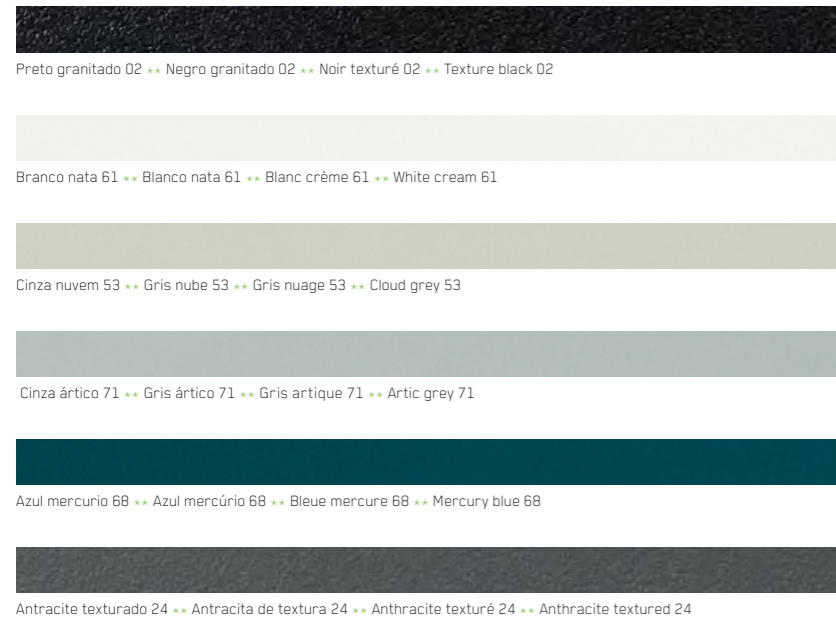 Preto granitado 02 ** Negro granitado 02 ** Noir texturé 02 ** Texture black 02
Branco nata 61 ** Blanco nata 61 ** Blanc crème 61 ** White cream 61
Cinza nuvem 53 ** Gris nube 53 ** Gris nuage 53 ** Cloud grey 53
Cinza ártico 71 ** Gris ártico 71 ** Gris artique 71 ** Artic grey 71
Azul mercurio 68 ** Azul mercúrio 68 ** Bleue mercure 68 ** Mercury blue 68
Antracite texturado 24 ** Antracita de textura 24 ** Anthracite texturé 24 ** Anthracite textured 24